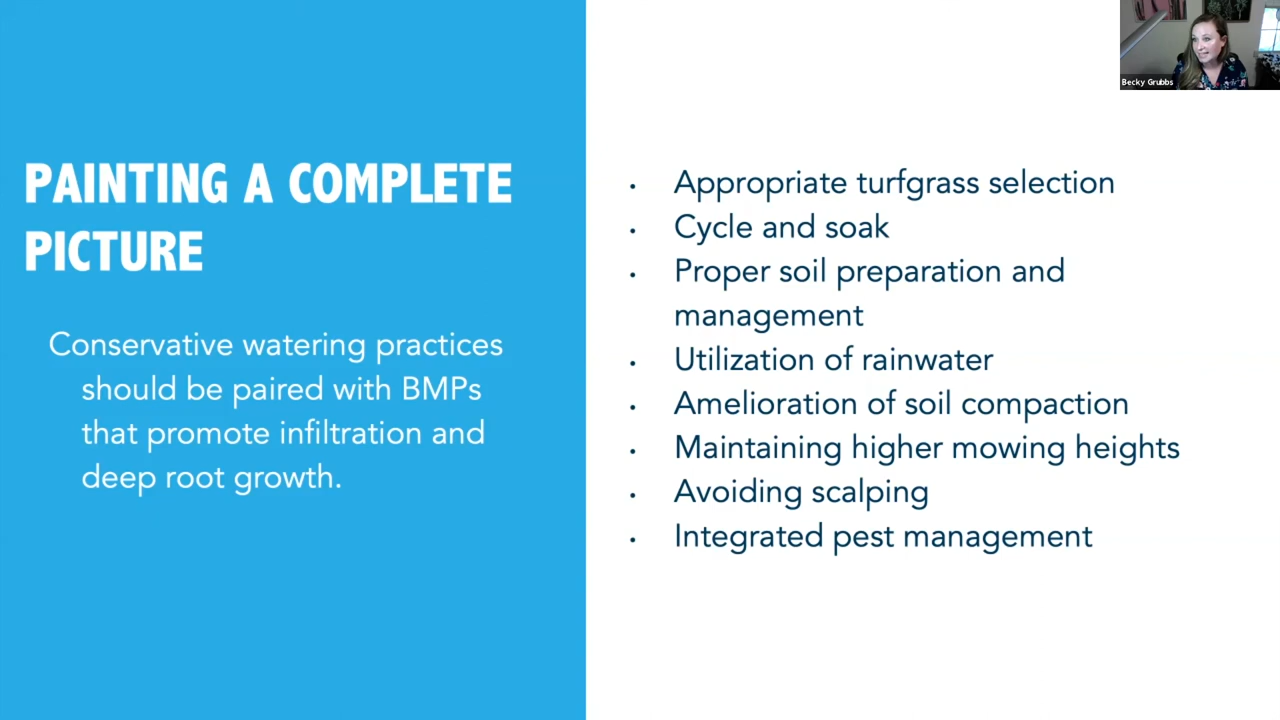 Becky Grubbs
PAINTING A COMPLETE
PICTURE
Conservative watering practices
should be paired with BMPs
that promote infiltration and
deep root growth.
• Appropriate turfgrass selection
• Cycle and soak
• Proper soil preparation and
management
• Utilization of rainwater
• Amelioration of soil compaction
• Maintaining higher mowing heights
• Avoiding scalping
• Integrated pest management